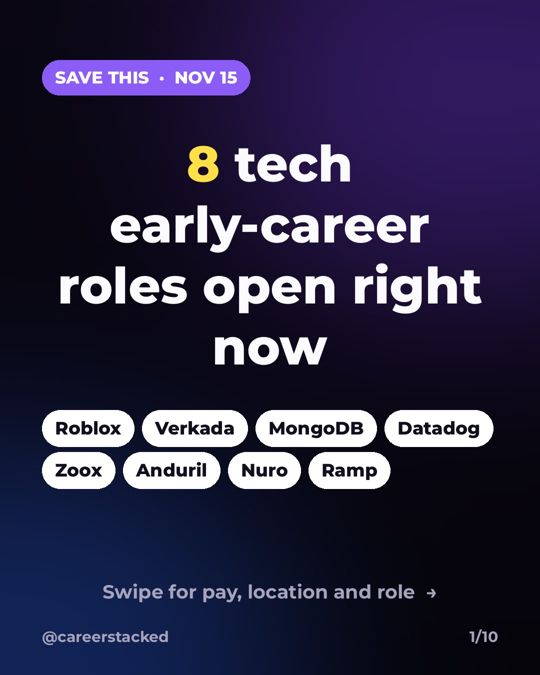 SAVE THIS · NOV 15
8 tech
early-career
roles open right
now
Roblox Verkada MongoDB Datadog
Zoox Anduril Nuro Ramp
Swipe for pay, location and role →
@careerstacked 1/10